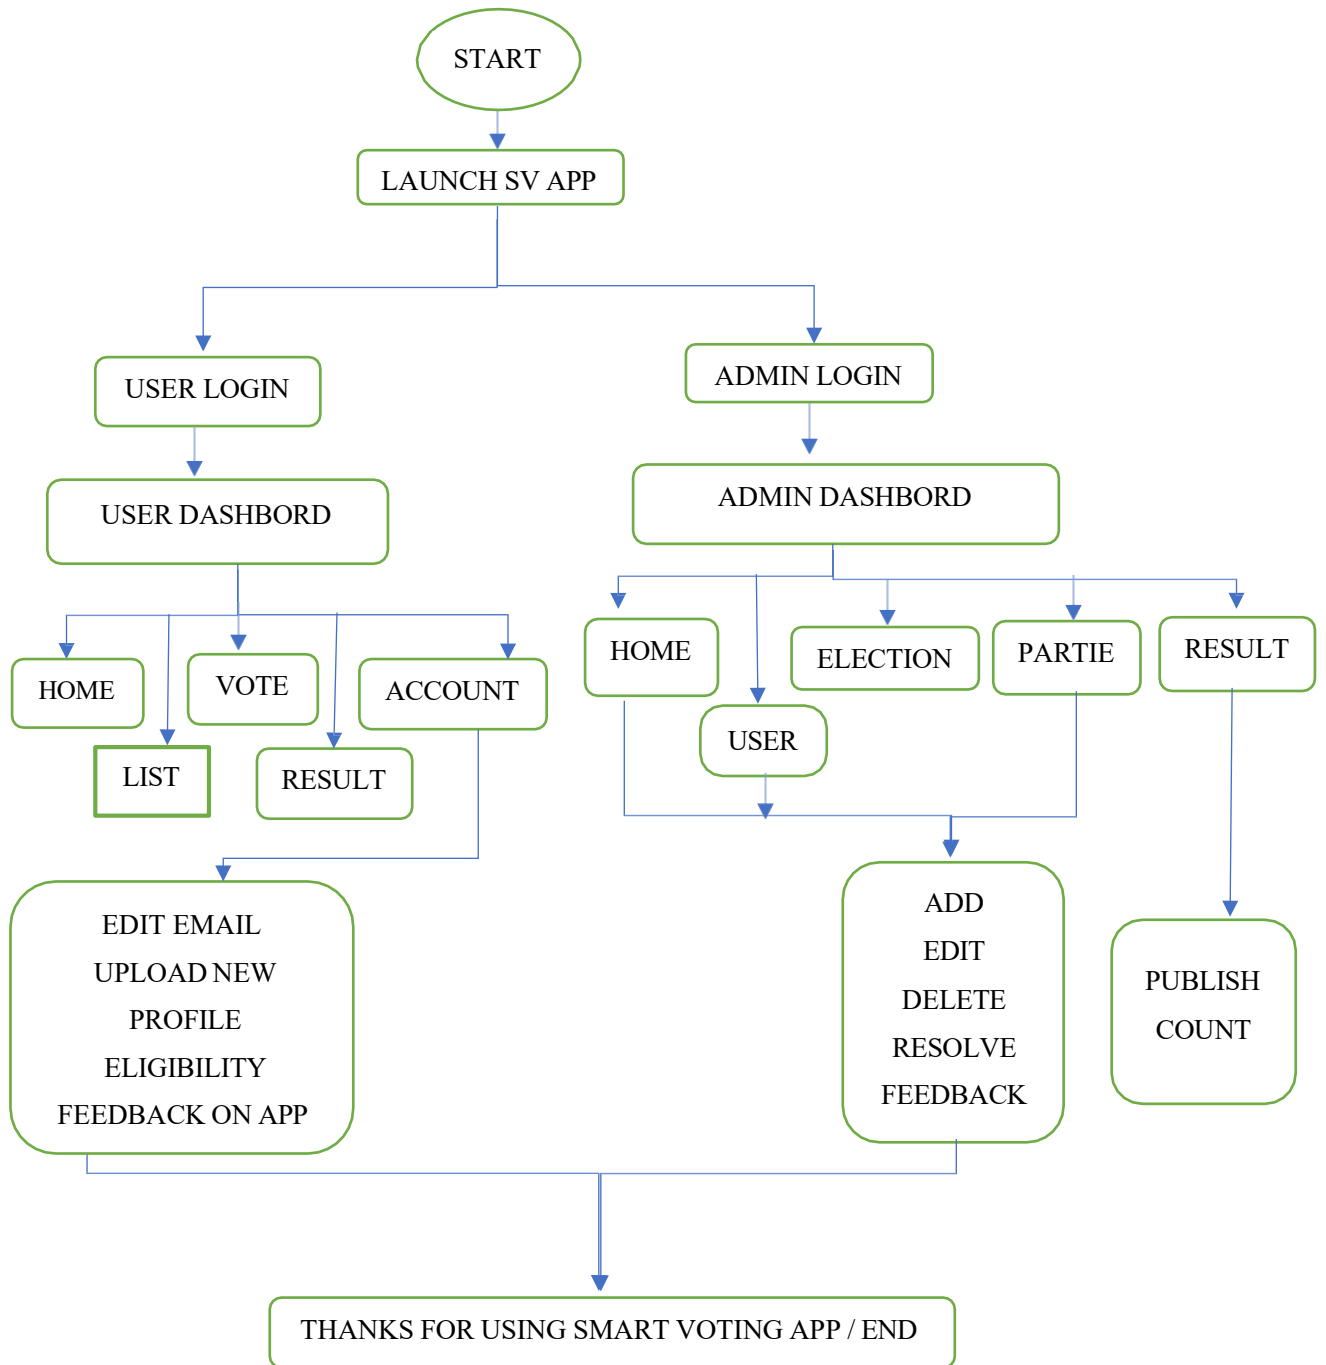 START
LAUNCH SV APP
USER LOGIN
ADMIN LOGIN
USER DASHBORD
ADMIN DASHBORD
HOME
VOTE
ACCOUNT
LIST
RESULT
HOME
ELECTION
PARTIE
RESULT
USER
EDIT EMAIL
UPLOAD NEW
PROFILE
ELIGIBILITY
FEEDBACK ON APP
ADD
EDIT
DELETE
RESOLVE
FEEDBACK
PUBLISH
COUNT
THANKS FOR USING SMART VOTING APP / END